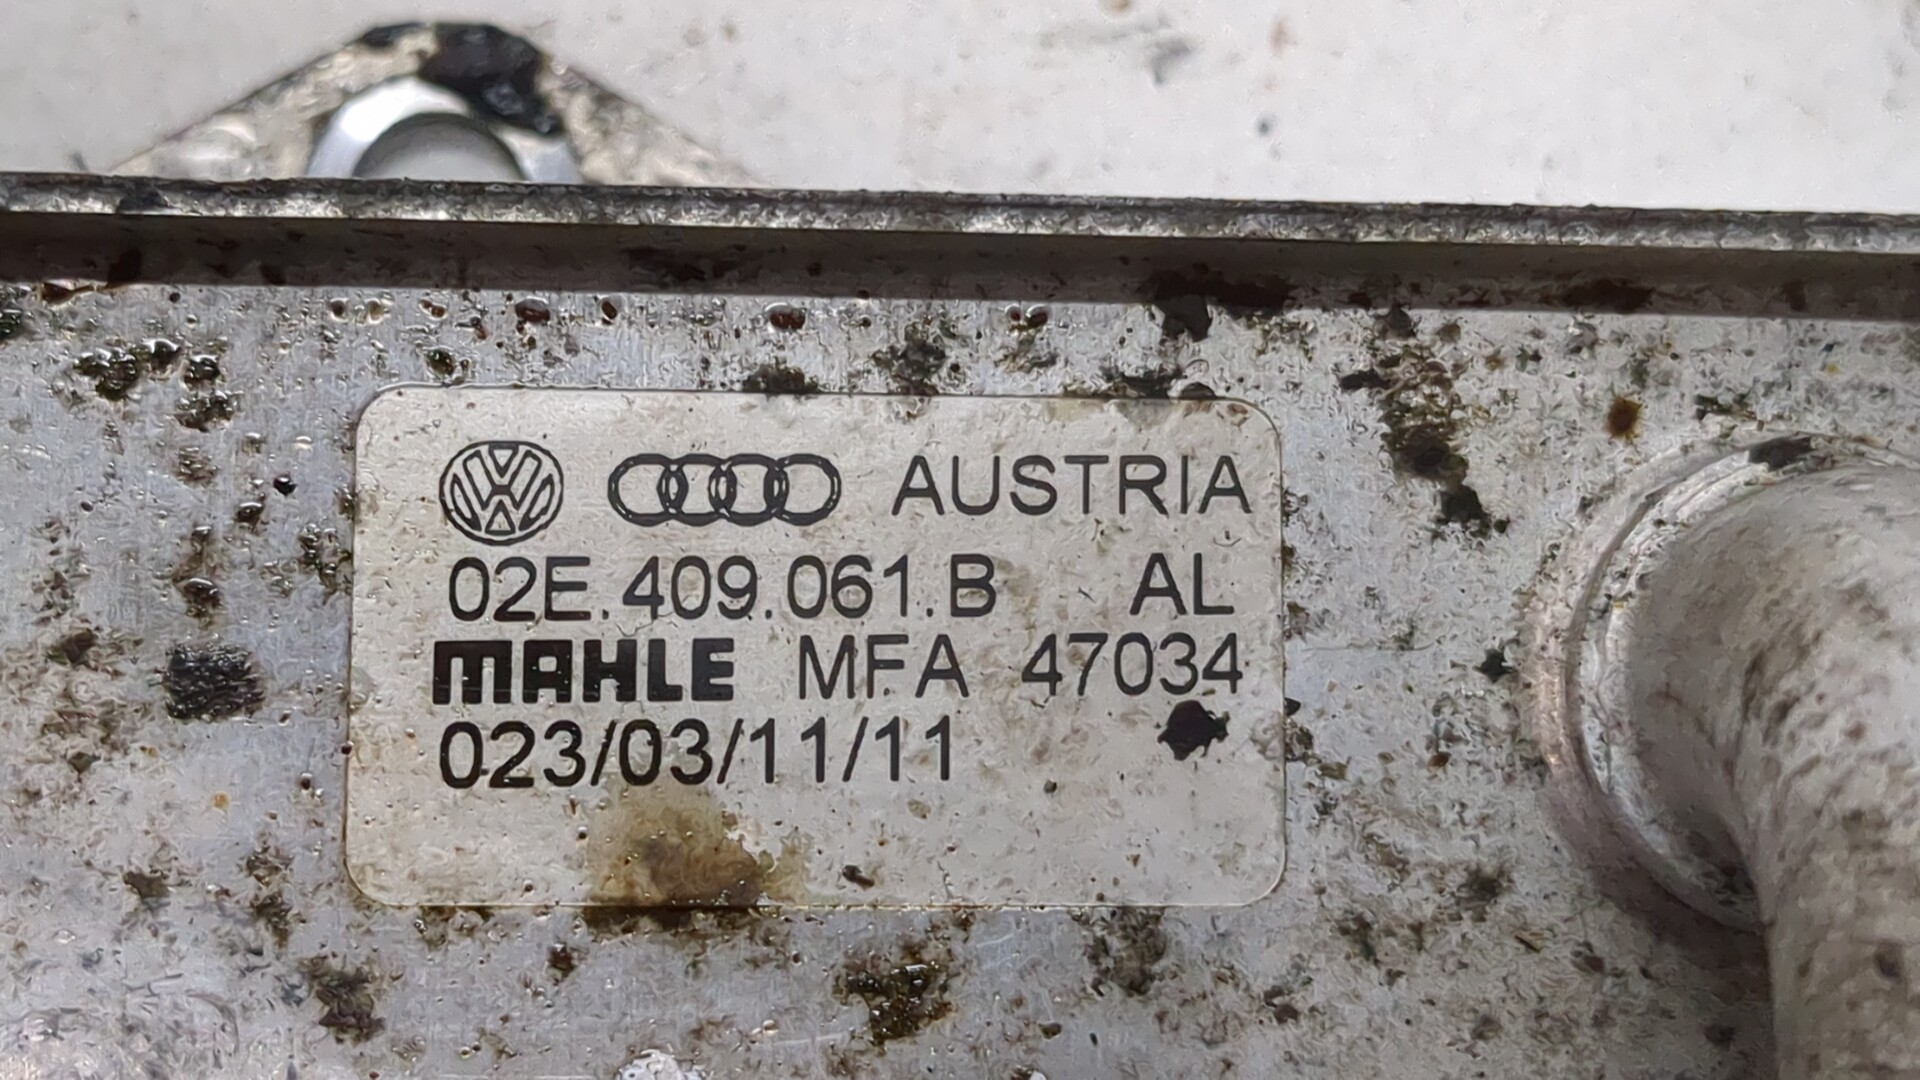 AUSTRIA
02E.409.061.B AL
MAHLE MFA 47034
023/03/11/11